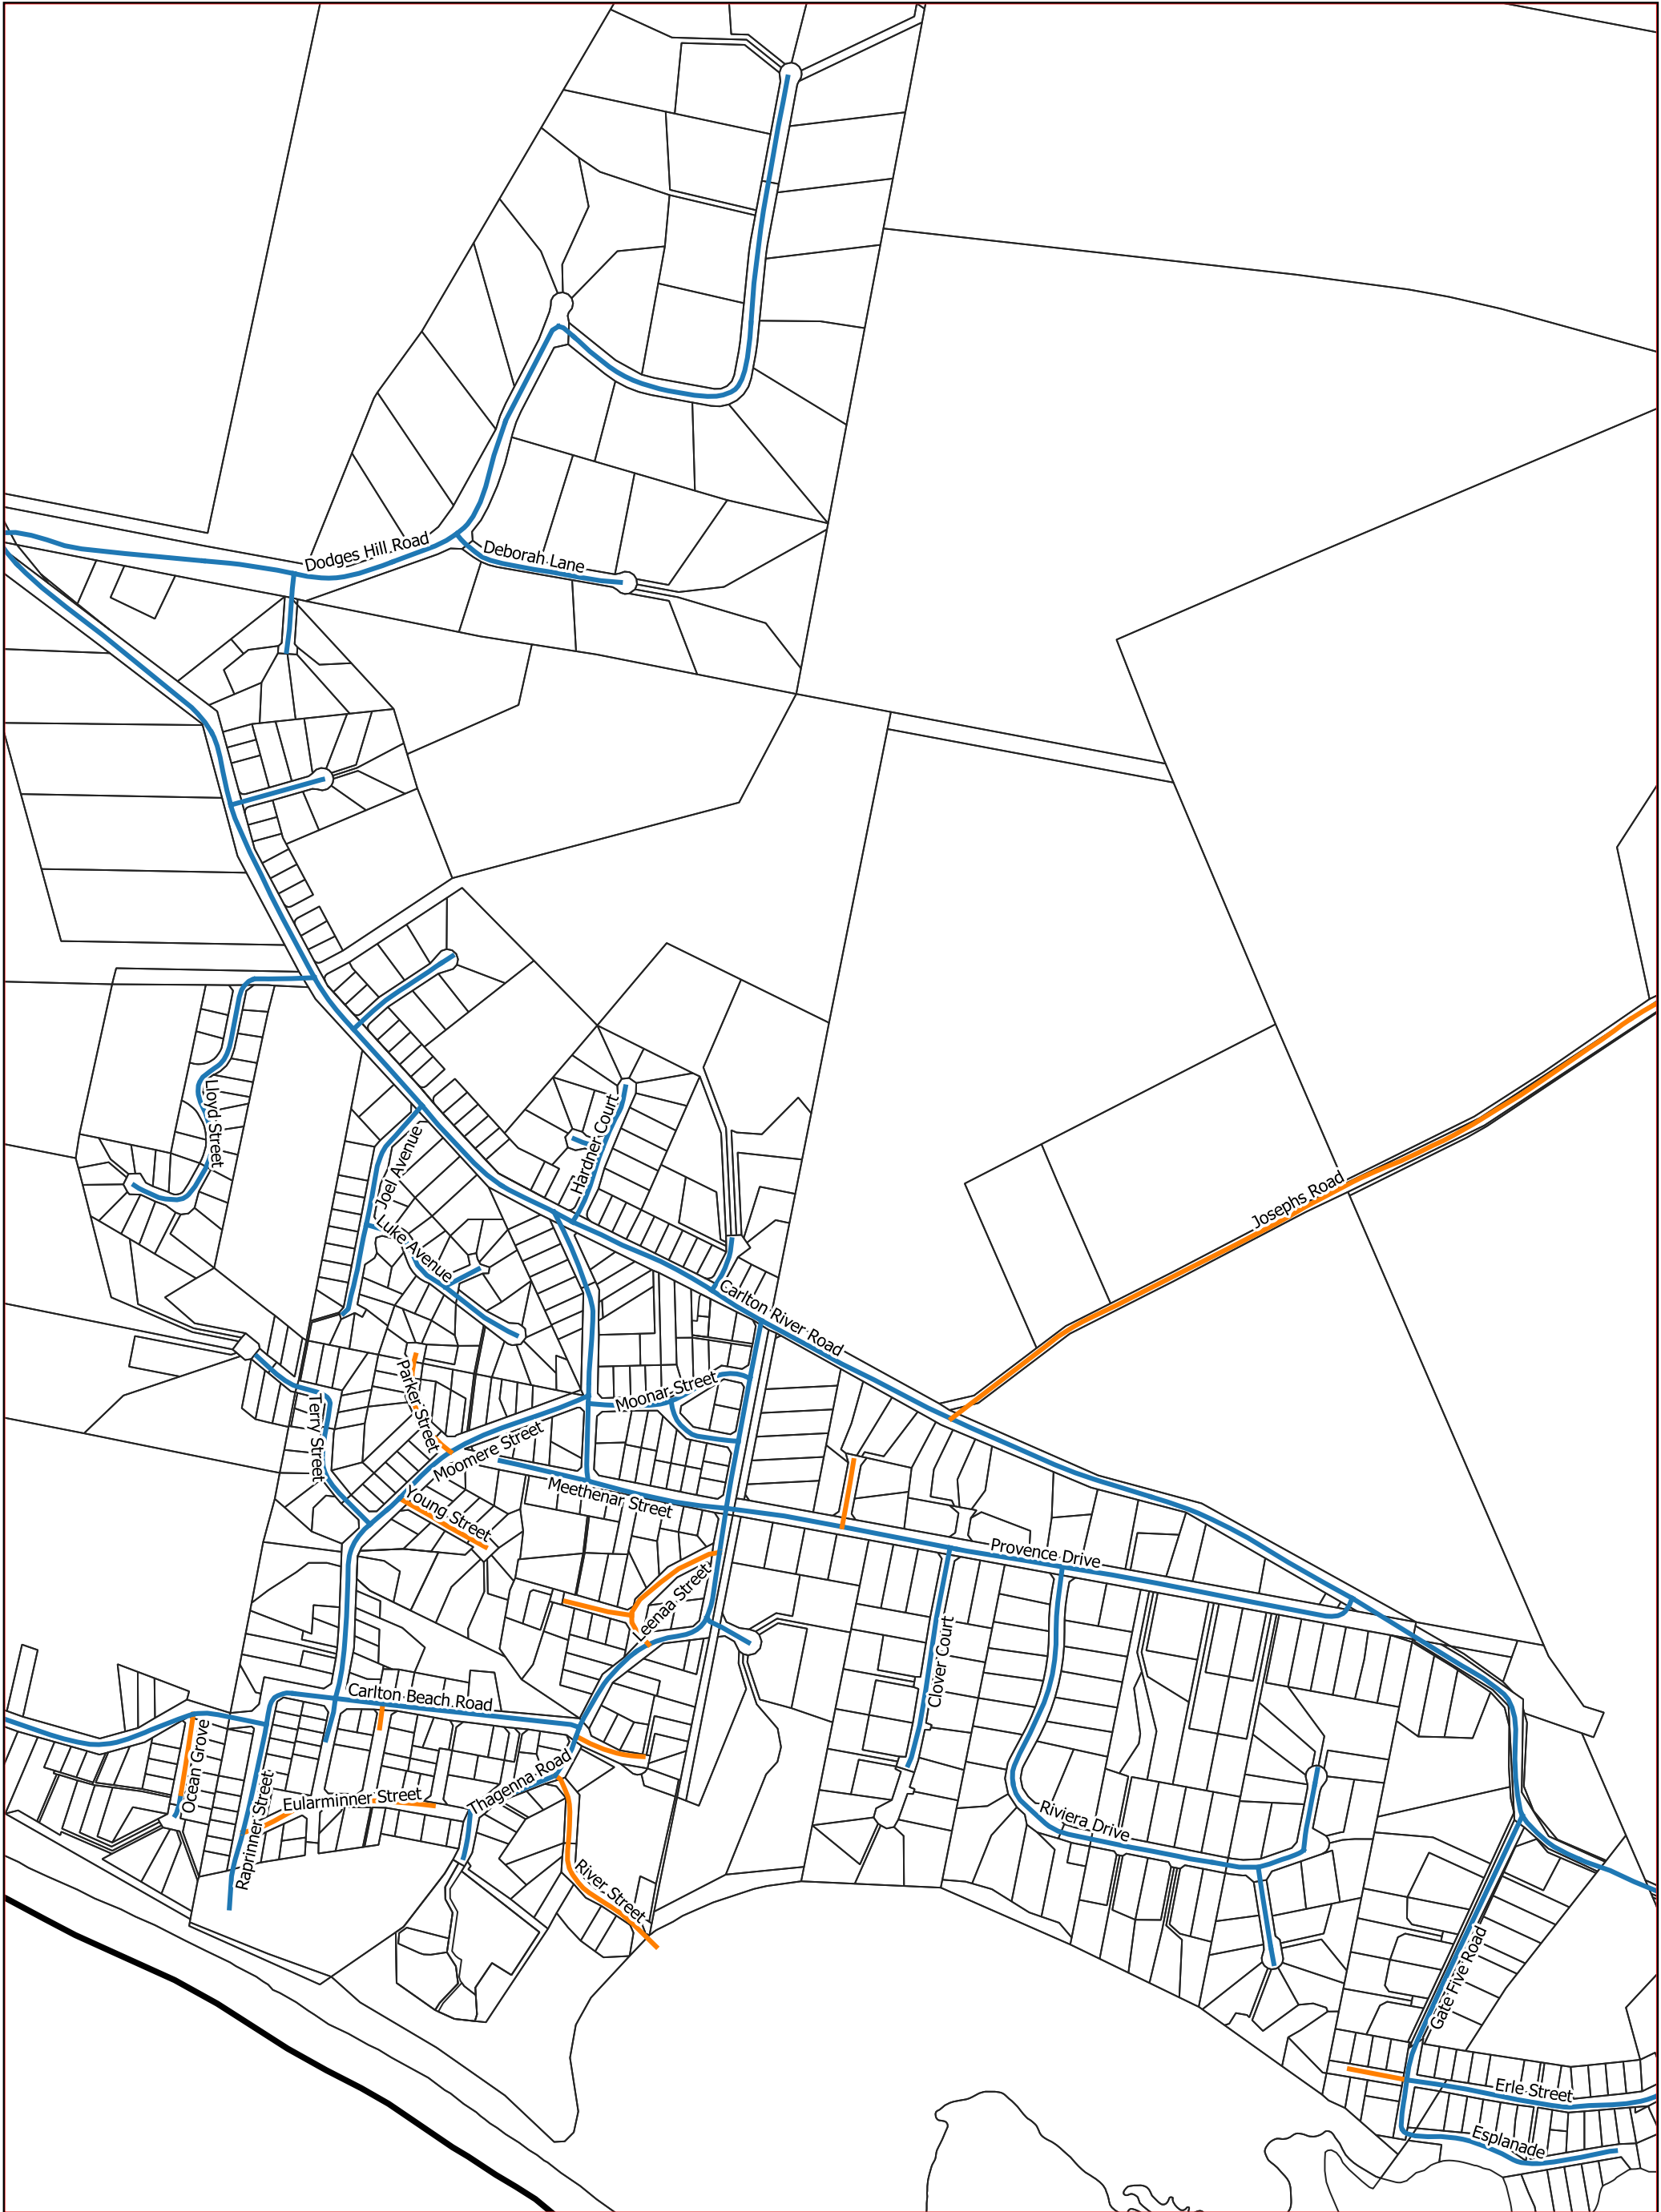 Dodges Hill Road
Deborah Lane
Lloyd Street
Hardner Court
Joel Avenue
Luke Avenue
Josephs Road
Carlton River Road
Parker Street
Moonar Street
Terry Street
Moomere Street
Meethenar Street
Young Street
Provence Drive
Leenaa Street
Clover Court
Carlton Beach Road
Ocean Grove
Raprinner Street
Eularminner Street
Thagenna Road
Riviera Drive
River Street
Gate Five Road
Erle Street
Esplanade